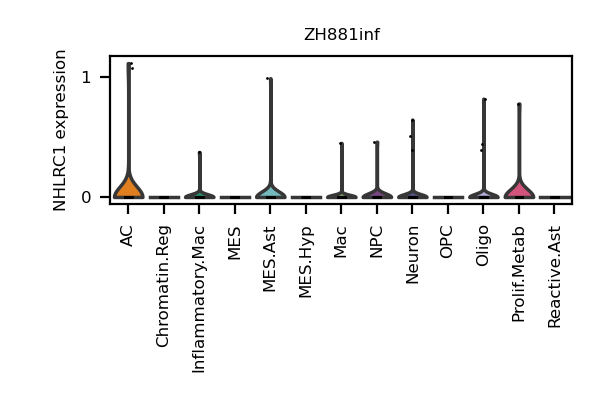 ZH881inf
NHLRC1 expression
1
0
AC
Chromatin.Reg
Inflammatory.Mac
MES
MES.Ast
MES.Hyp
Mac
NPC
Neuron
OPC
Oligo
Prolif.Metab
Reactive.Ast